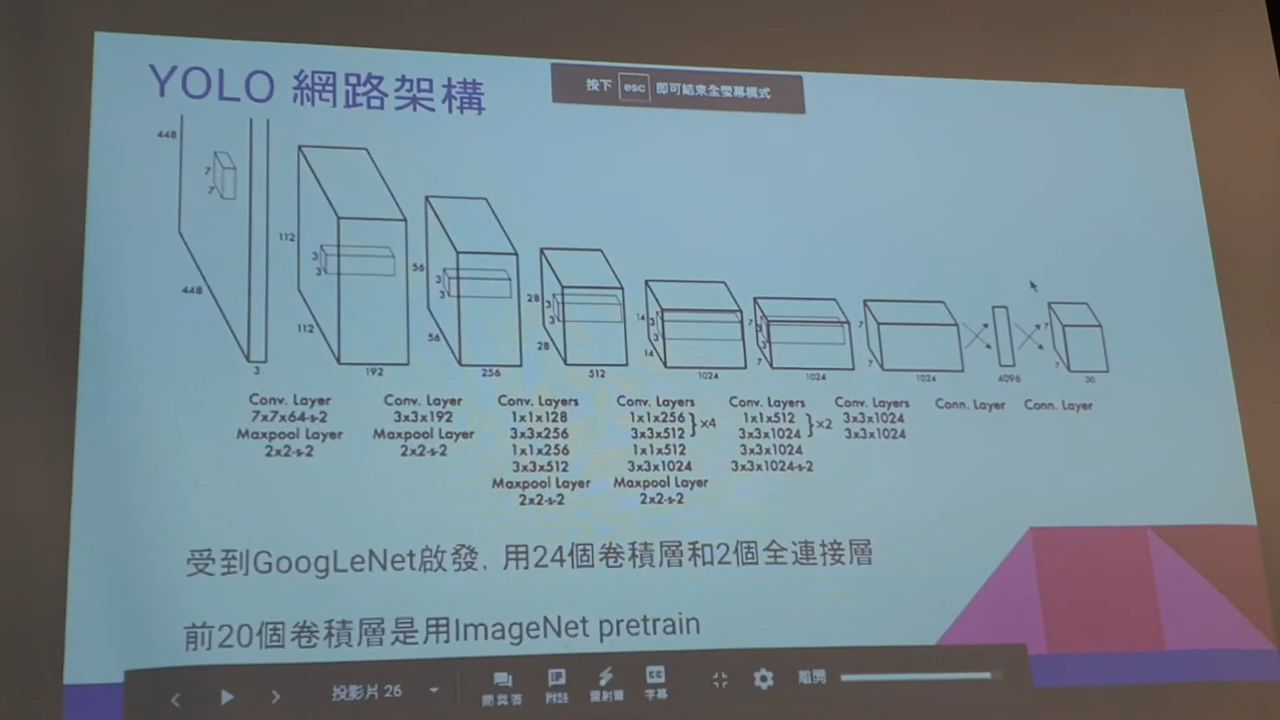 YOLO 網路架構
按下 esc 即可結束全螢幕模式
448
7
7
448
3
112
3
3
112
192
56
3
3
56
256
28
3
3
28
512
14
3
3
14
1024
7
3
3
7
1024
7
7
1024
4096
7
7
30
Conv. Layer
7x7x64-s-2
Maxpool Layer
2x2-s-2
Conv. Layer
3x3x192
Maxpool Layer
2x2-s-2
Conv. Layers
1x1x128
3x3x256
1x1x256
3x3x512
Maxpool Layer
2x2-s-2
Conv. Layers
1x1x256
3x3x512 }x4
1x1x512
3x3x1024
Maxpool Layer
2x2-s-2
Conv. Layers
1x1x512
3x3x1024 }x2
3x3x1024
3x3x1024-s-2
Conv. Layers
3x3x1024
3x3x1024
Conn. Layer
Conn. Layer
受到GoogLeNet啟發, 用24個卷積層和2個全連接層
前20個卷積層是用ImageNet pretrain
投影片 26
問與答 附註 雷射筆 字幕 離開